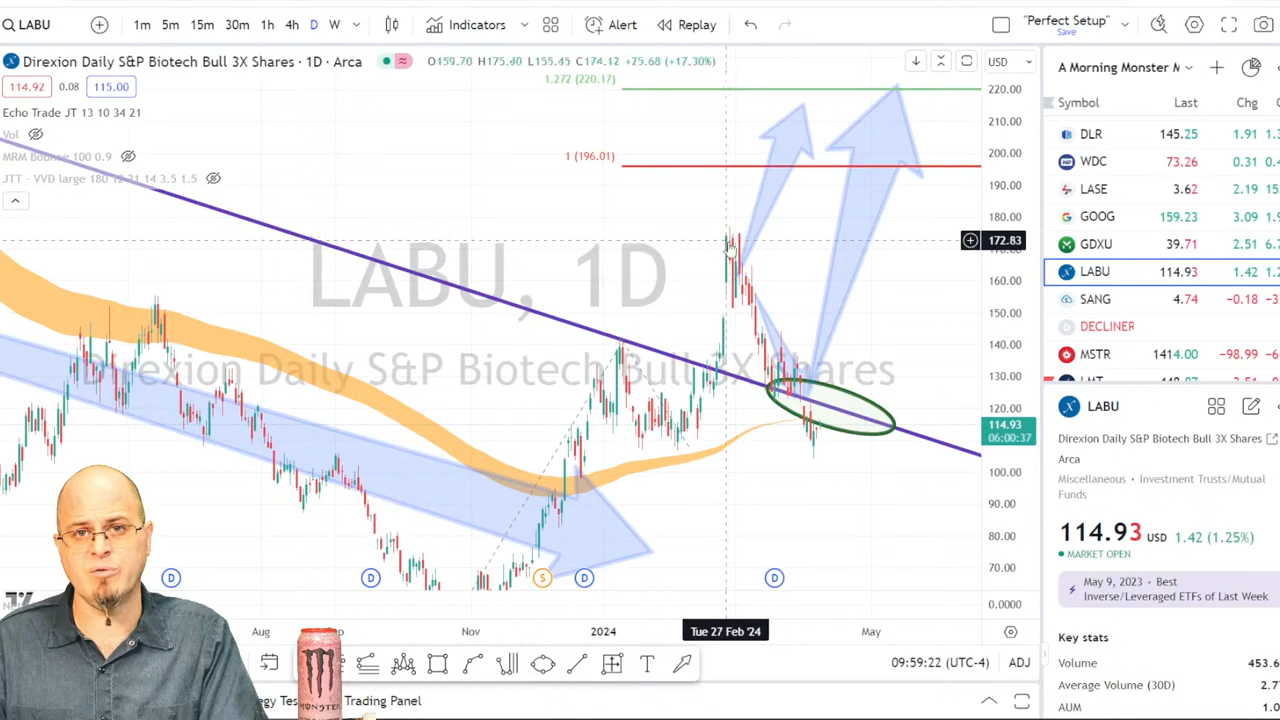 LABU
1m 5m 15m 30m 1h 4h D W
Indicators
Alert
Replay
"Perfect Setup"
Save
Direxion Daily S&P Biotech Bull 3X Shares · 1D · Arca
O159.70 H175.40 L155.45 C174.12 +25.68 (+17.30%)
USD
114.92 0.08 115.00
1.272 (220.17)
Echo Trade JT 13 10 34 21
Vol
MRM Bounce 100 0.9
1 (196.01)
JTT · VVD large 180 12 21 14 3.5 1.5
LABU, 1D
Direxion Daily S&P Biotech Bull 3X Shares
220.00
210.00
200.00
190.00
180.00
172.83
160.00
150.00
140.00
130.00
120.00
114.93
06:00:37
100.00
90.00
80.00
70.00
0.0000
D
D
S
D
D
Aug
Nov
2024
Tue 27 Feb '24
May
T
09:59:22 (UTC-4)
ADJ
Trading Panel
MONSTER
A Morning Monster
Symbol Last Chg
DLR 145.25 1.91
WDC 73.26 0.31
LASE 3.62 2.19
GOOG 159.23 3.09
GDXU 39.71 2.51
LABU 114.93 1.42
SANG 4.74 −0.18
DECLINER
MSTR 1414.00 −98.99
LABU
Direxion Daily S&P Biotech Bull 3X Shares
Arca
Miscellaneous • Investment Trusts/Mutual
Funds
114.93 USD 1.42 (1.25%)
MARKET OPEN
May 9, 2023 - Best
Inverse/Leveraged ETFs of Last Week
Key stats
Volume
Average Volume (30D)
AUM